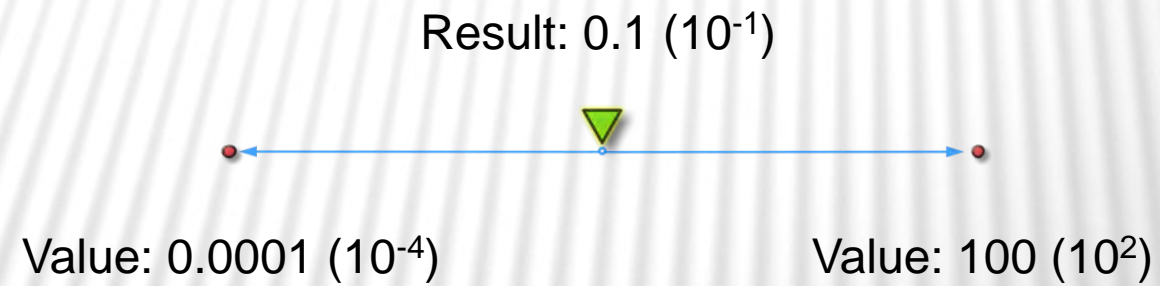 Result: 0.1 (10⁻¹)
Value: 0.0001 (10⁻⁴) Value: 100 (10²)